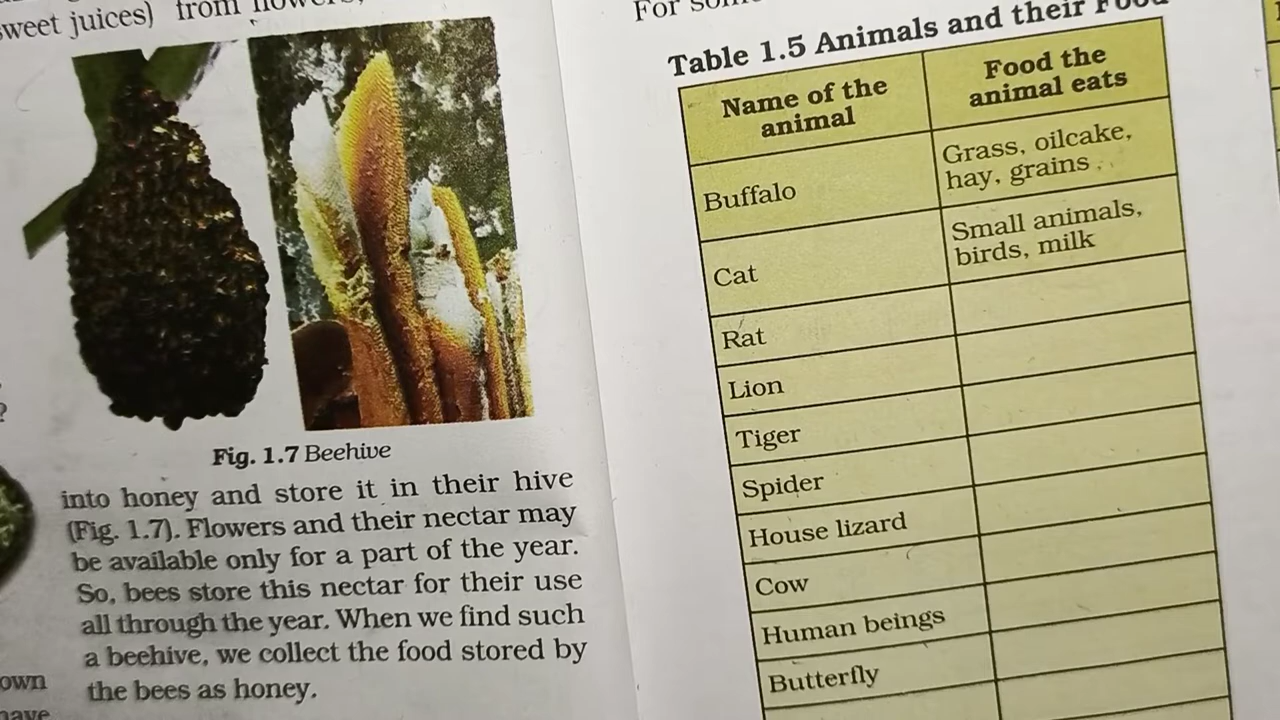 sweet juices) from flowers,
Fig. 1.7 Beehive
into honey and store it in their hive
(Fig. 1.7). Flowers and their nectar may
be available only for a part of the year.
So, bees store this nectar for their use
all through the year. When we find such
a beehive, we collect the food stored by
the bees as honey.
?
own
have
For some
Table 1.5 Animals and their Food
Name of the
animal
Food the
animal eats
Buffalo
Grass, oilcake,
hay, grains
Cat
Small animals,
birds, milk
Rat
Lion
Tiger
Spider
House lizard
Cow
Human beings
Butterfly